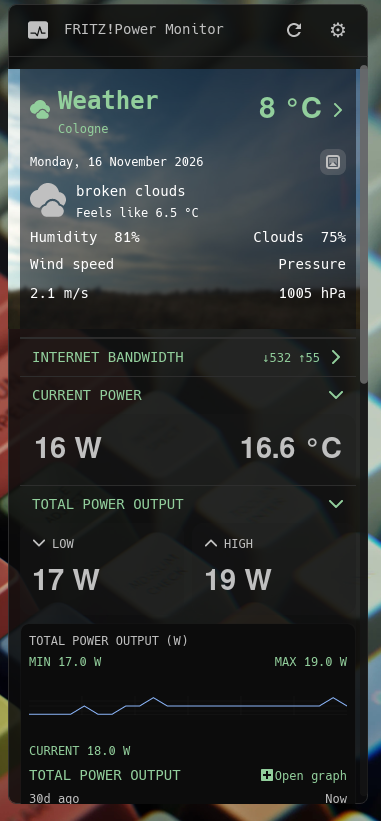 FRITZ!Power Monitor
Weather
8 °C
Cologne
Monday, 16 November 2026
broken clouds
Feels like 6.5 °C
Humidity 81% Clouds 75%
Wind speed Pressure
2.1 m/s 1005 hPa
INTERNET BANDWIDTH ↓532 ↑55
CURRENT POWER
16 W 16.6 °C
TOTAL POWER OUTPUT
LOW HIGH
17 W 19 W
TOTAL POWER OUTPUT (W)
MIN 17.0 W MAX 19.0 W
CURRENT 18.0 W
TOTAL POWER OUTPUT Open graph
30d ago Now